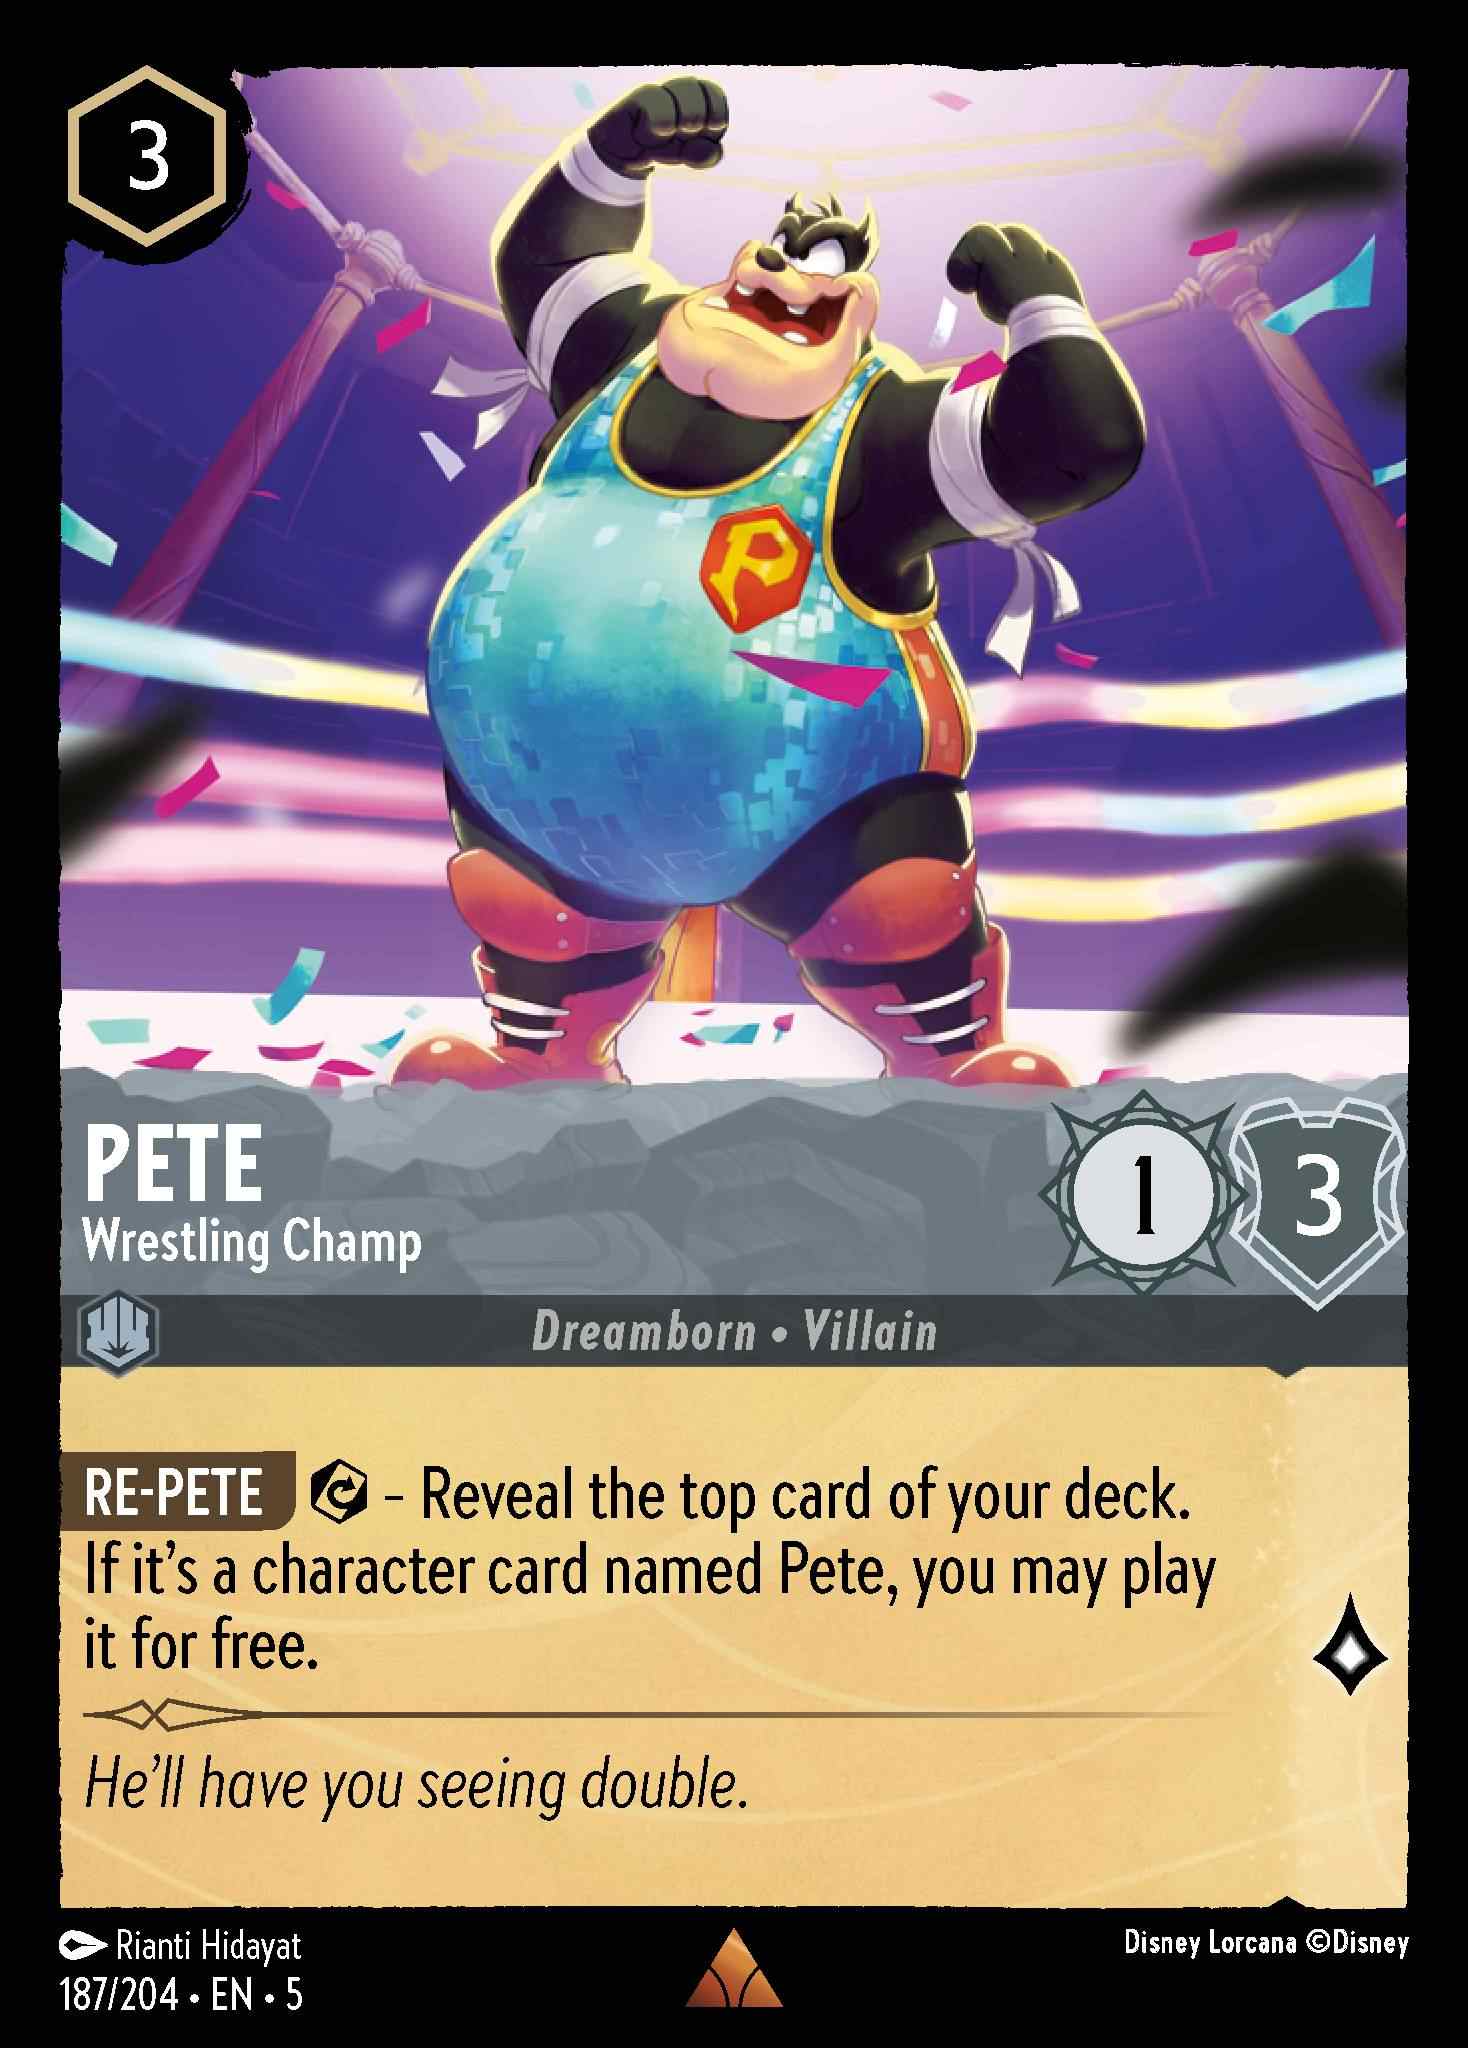 3
P
PETE
Wrestling Champ
1
3
Dreamborn • Villain
RE-PETE – Reveal the top card of your deck.
If it’s a character card named Pete, you may play
it for free.
He’ll have you seeing double.
Rianti Hidayat
187/204 • EN • 5
Disney Lorcana ©Disney